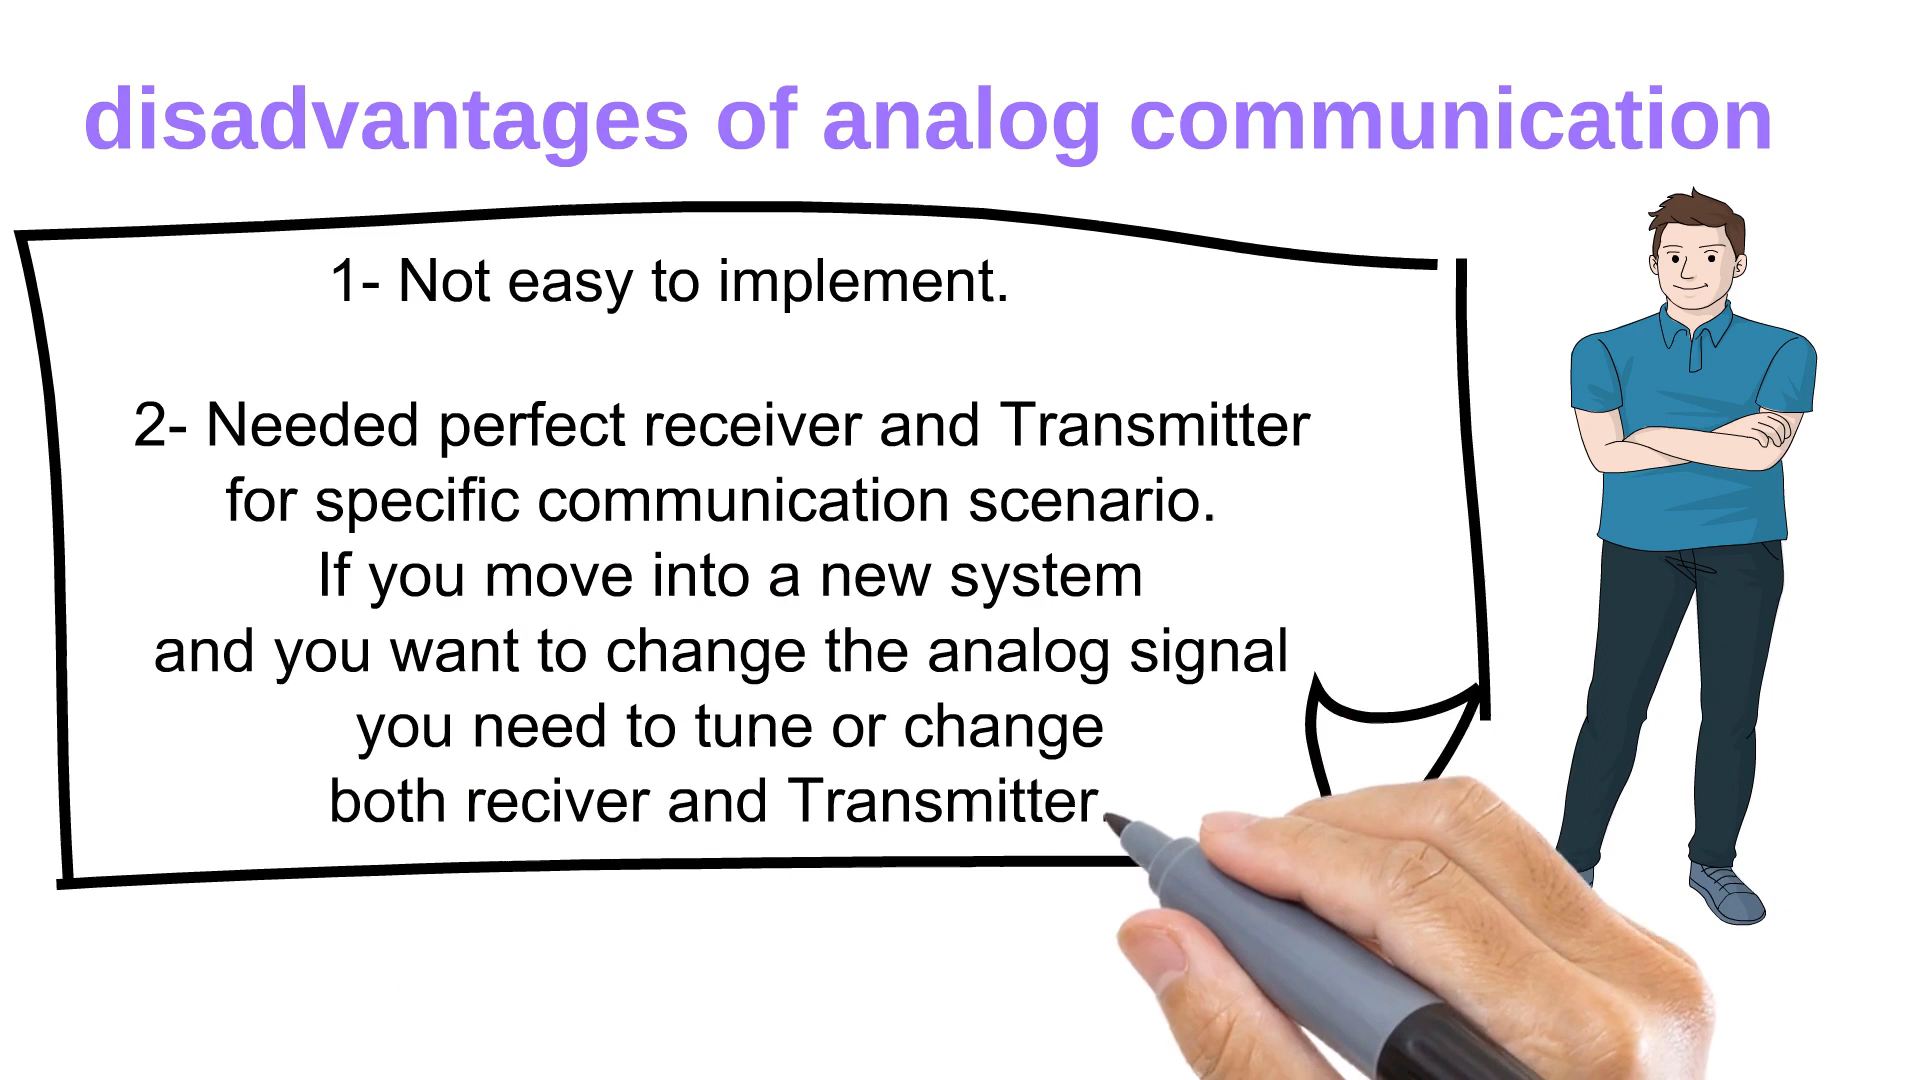 disadvantages of analog communication
1- Not easy to implement.
2- Needed perfect receiver and Transmitter
for specific communication scenario.
If you move into a new system
and you want to change the analog signal
you need to tune or change
both reciver and Transmitter.